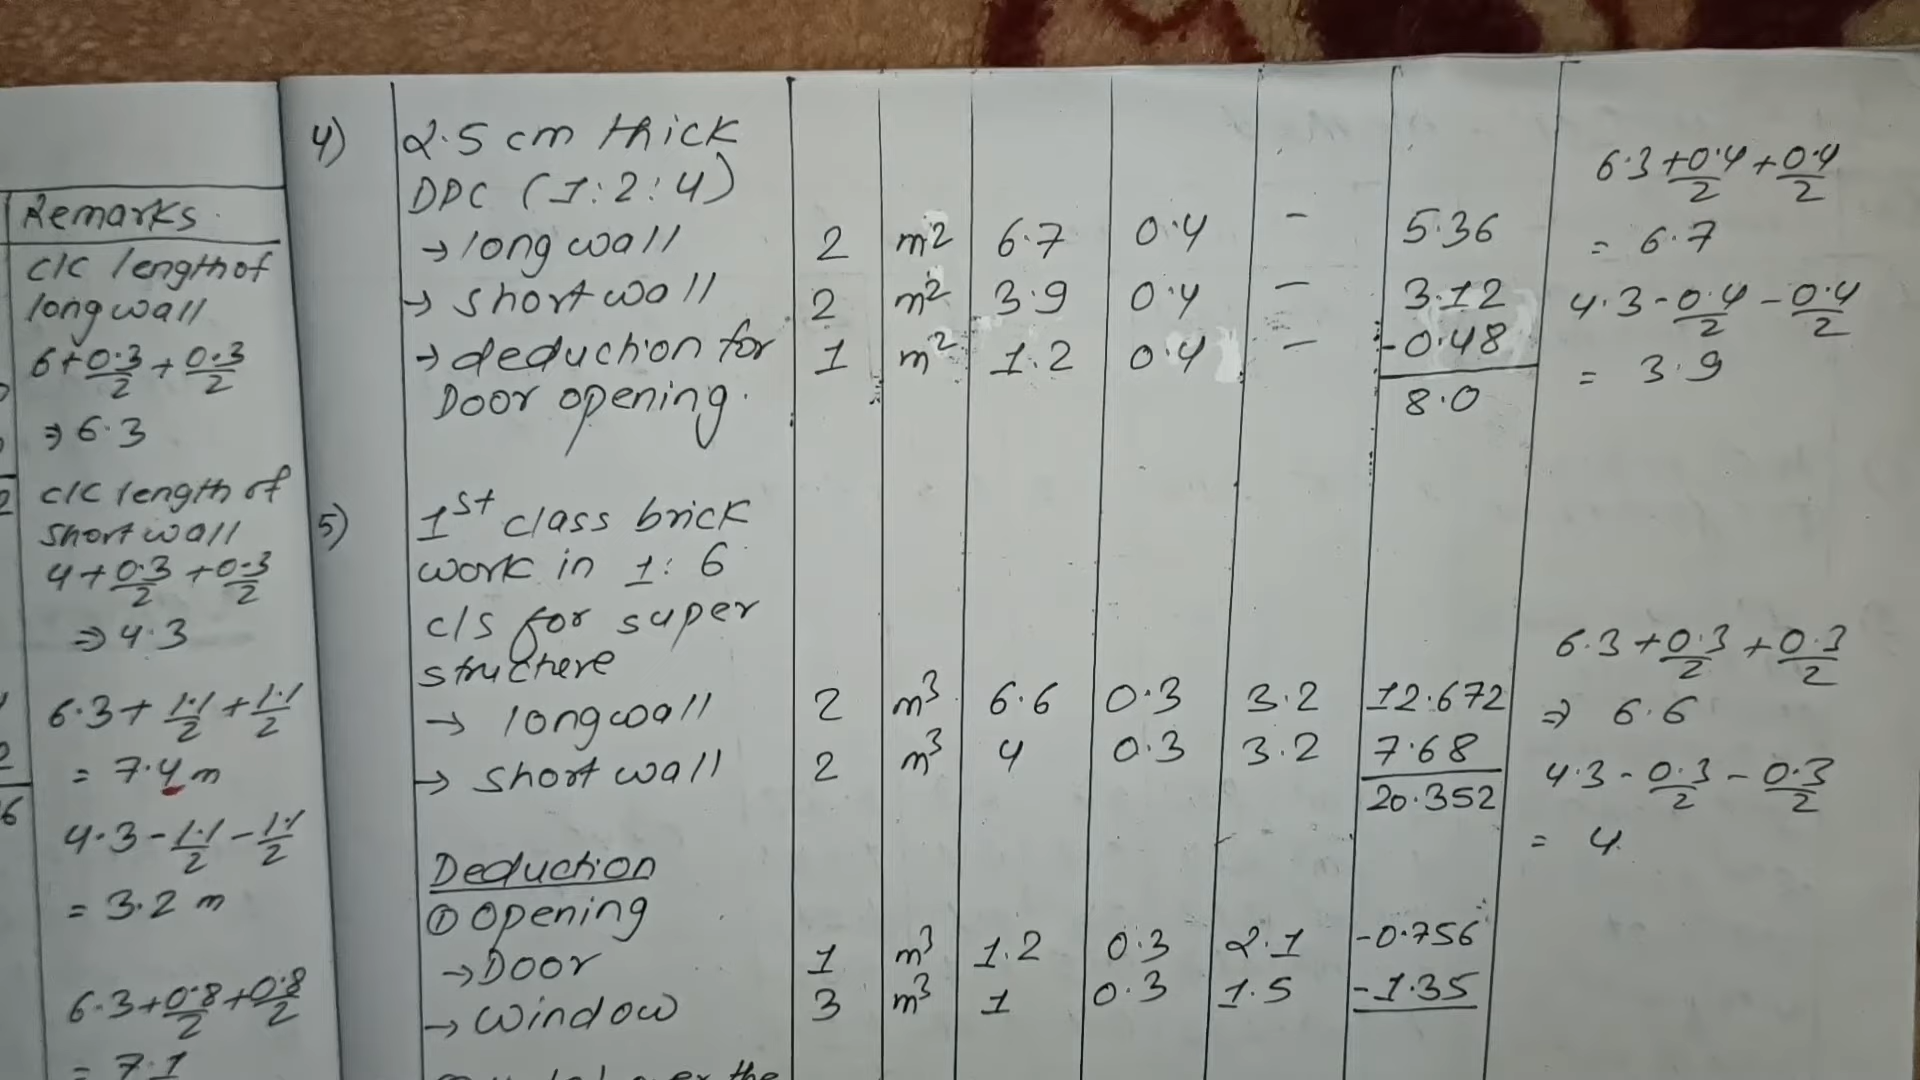 Remarks
c/c length of
long wall
6+0.3/2+0.3/2
⇒ 6.3
c/c length of
short wall
4+0.3/2+0.3/2
⇒ 4.3
6.3+1.1/2+1.1/2
= 7.4 m
4.3-1.1/2-1.1/2
= 3.2 m
6.3+0.8/2+0.8/2
= 7.1
4) 2.5 cm thick
DPC (1:2:4)
→ long wall 2 m² 6.7 0.4 - 5.36
→ short wall 2 m² 3.9 0.4 - 3.12
→ deduction for 1 m² 1.2 0.4 - -0.48
Door opening. 8.0
6.3+0.4/2+0.4/2
= 6.7
4.3-0.4/2-0.4/2
= 3.9
5) 1st class brick
work in 1:6
c/s for super
structere
→ long wall 2 m³ 6.6 0.3 3.2 12.672
→ short wall 2 m³ 4 0.3 3.2 7.68
20.352
6.3+0.3/2+0.3/2
⇒ 6.6
4.3-0.3/2-0.3/2
= 4
Deduction
① Opening
→ Door 1 m³ 1.2 0.3 2.1 -0.756
→ Window 3 m³ 1 0.3 1.5 -1.35
over the